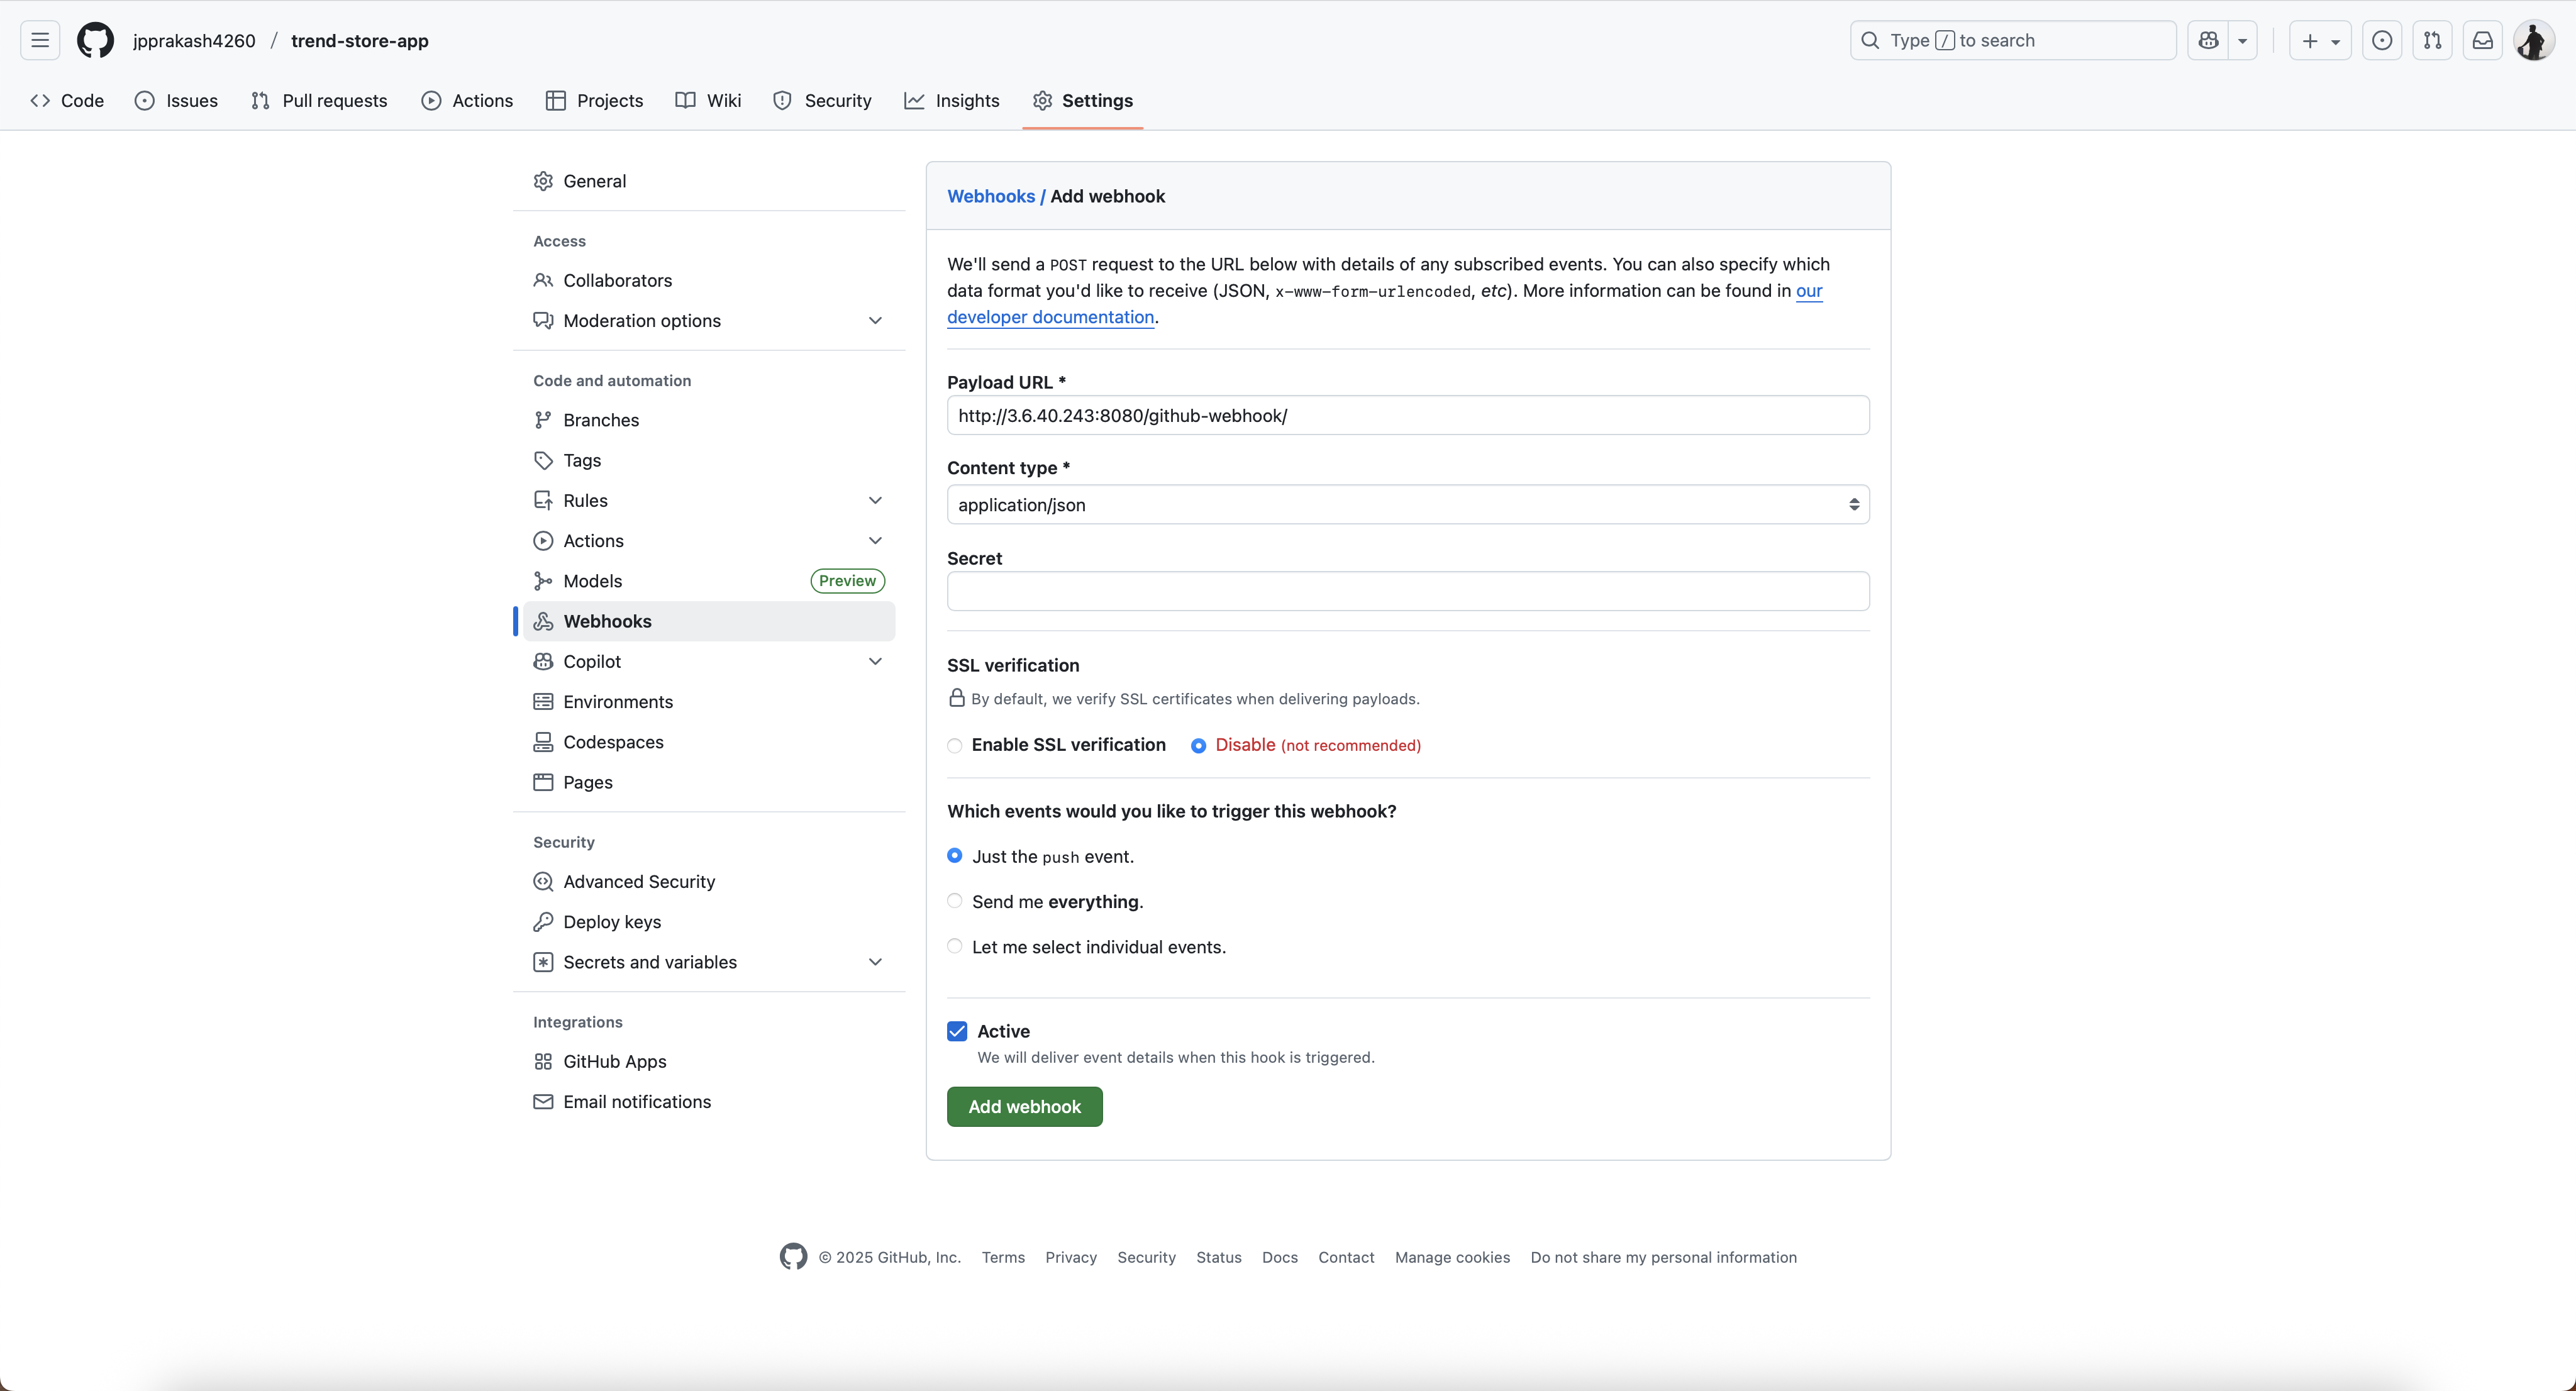 jpprakash4260 / trend-store-app
Type / to search
Code Issues Pull requests Actions Projects Wiki Security Insights Settings
General
Access
Collaborators
Moderation options
Code and automation
Branches
Tags
Rules
Actions
Models Preview
Webhooks
Copilot
Environments
Codespaces
Pages
Security
Advanced Security
Deploy keys
Secrets and variables
Integrations
GitHub Apps
Email notifications
Webhooks / Add webhook
We'll send a POST request to the URL below with details of any subscribed events. You can also specify which
data format you'd like to receive (JSON, x-www-form-urlencoded, etc). More information can be found in our
developer documentation.
Payload URL *
http://3.6.40.243:8080/github-webhook/
Content type *
application/json
Secret
SSL verification
By default, we verify SSL certificates when delivering payloads.
Enable SSL verification Disable (not recommended)
Which events would you like to trigger this webhook?
Just the push event.
Send me everything.
Let me select individual events.
Active
We will deliver event details when this hook is triggered.
Add webhook
© 2025 GitHub, Inc. Terms Privacy Security Status Docs Contact Manage cookies Do not share my personal information